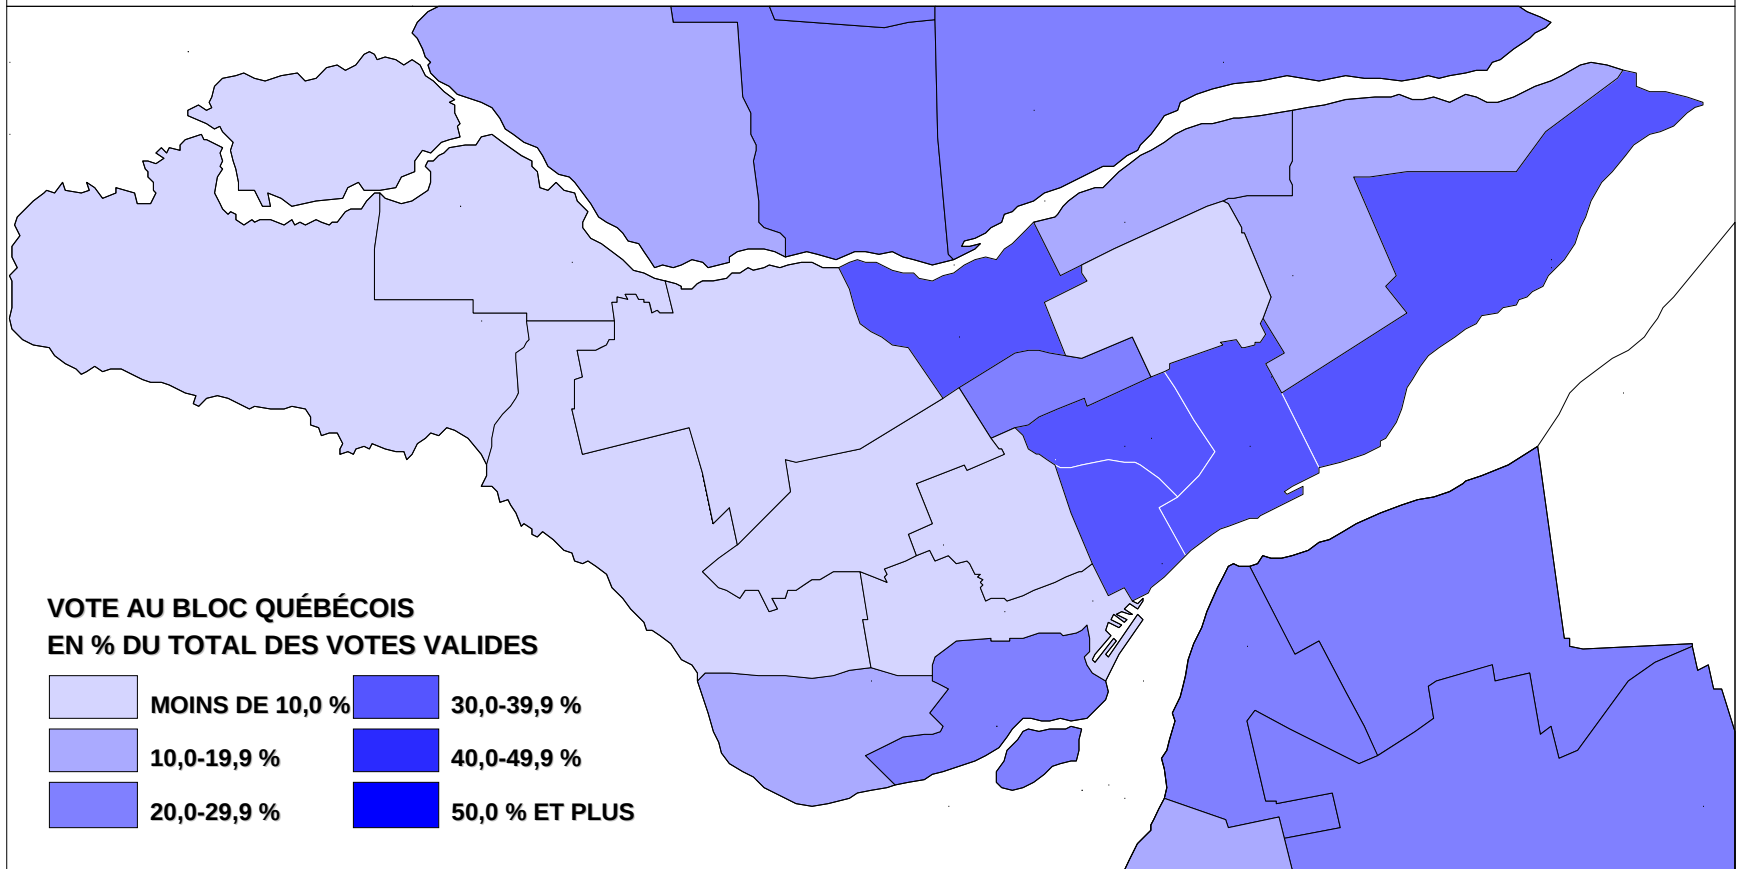 VOTE AU BLOC QUÉBÉCOIS
EN % DU TOTAL DES VOTES VALIDES
MOINS DE 10,0 %
10,0-19,9 %
20,0-29,9 %
30,0-39,9 %
40,0-49,9 %
50,0 % ET PLUS